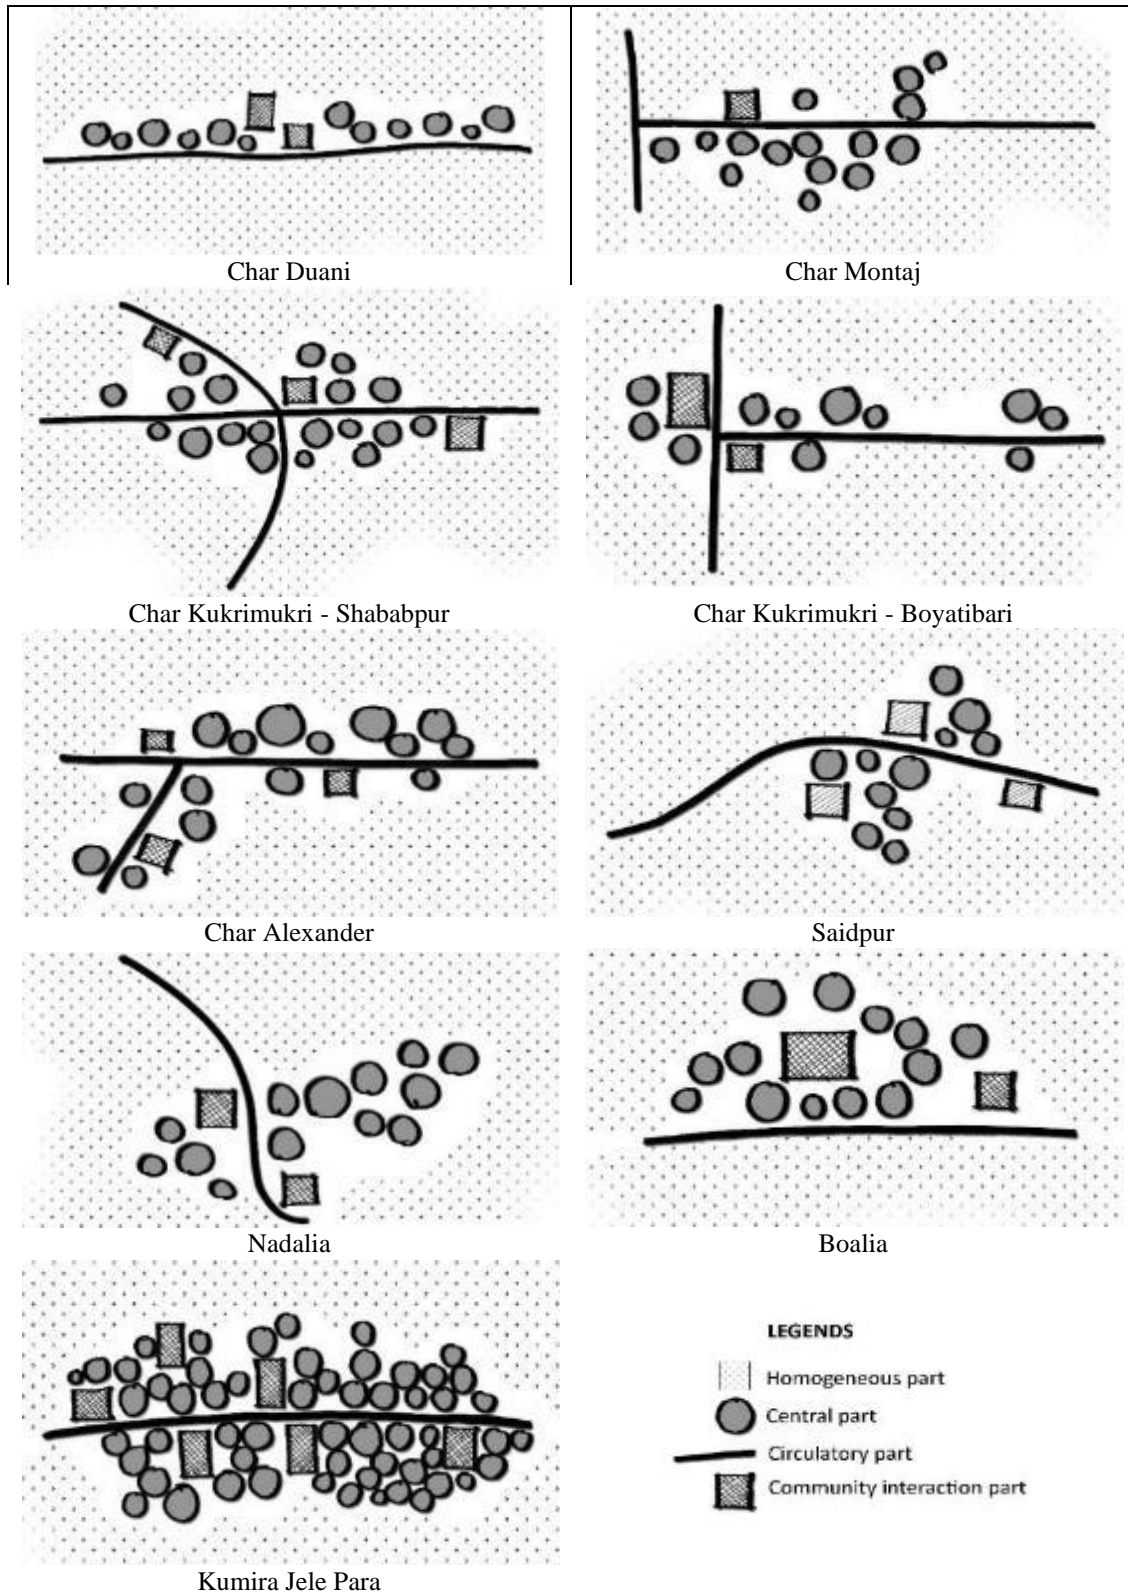 Char Duani
Char Montaj
Char Kukrimukri - Shababpur
Char Kukrimukri - Boyatibari
Char Alexander
Saidpur
Nadalia
Boalia
Kumira Jele Para
LEGENDS
Homogeneous part
Central part
Circulatory part
Community interaction part